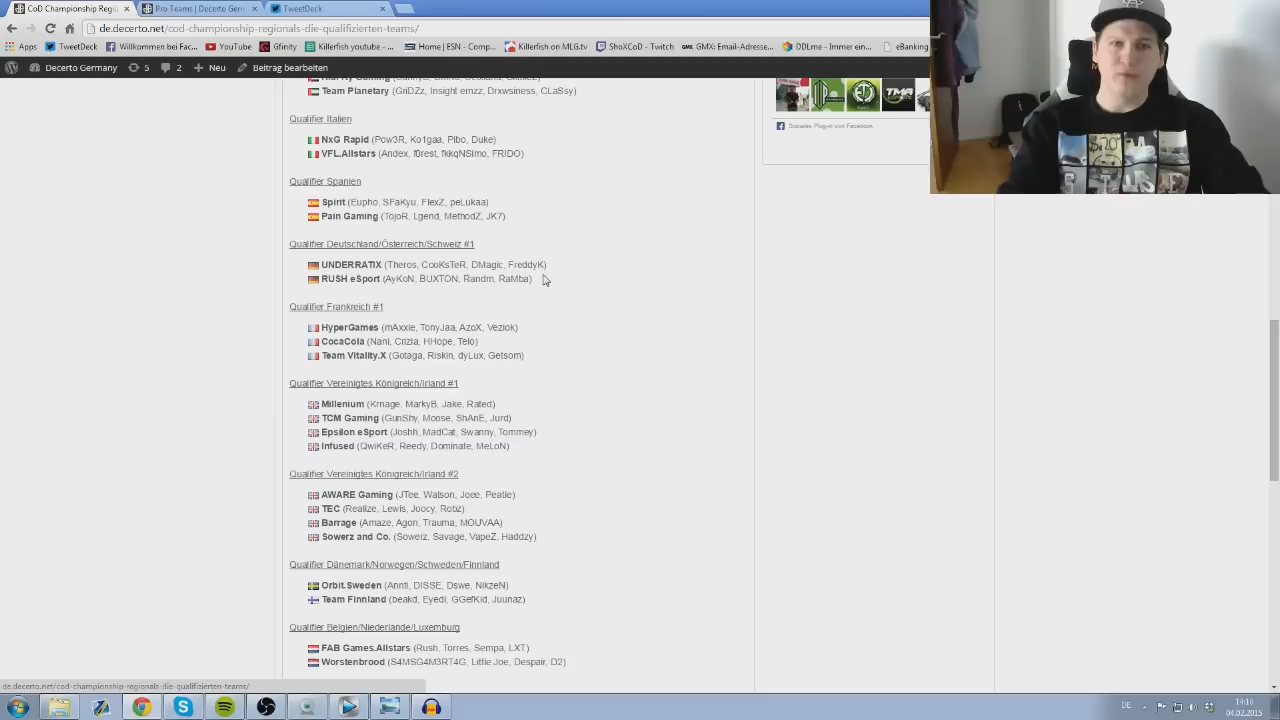 CoD Championship Regi
Pro Teams | Decerto Ger
TweetDeck
de.decerto.net/cod-championship-regionals-die-qualifizierten-teams/
Apps
TweetDeck
Willkommen bei Fac...
YouTube
Killerfish youtube
Home | ESN - Compet
Killerfish on MLG.tv
ShoXCoD - Twitch
GMX: Email-Adresse...
DDLme - Immer ein...
eBanking
Decerto Germany
5
2
Neu
Beitrag bearbeiten
Team Planetary (GriDZz, Insight emzz, Drxwsiness, CLaSsy)
Qualifier Italien
NxG Rapid (Pow3R, Ko1gaa, Pibo, Duke)
VFL.Allstars (Andex, f0rest, fkkqNSimo, FRIDO)
Qualifier Spanien
Spirit (Eupho, SFaKyu, FlexZ, peLukaa)
Pain Gaming (TojoR, Lgend, MethodZ, JK7)
Qualifier Deutschland/Österreich/Schweiz #1
UNDERRATIX (Theros, CooKsTeR, DMagic, FreddyK)
RUSH eSport (AyKoN, BUXTON, Randm, RaMba)
Qualifier Frankreich #1
HyperGames (mAxxie, TonyJaa, AzoX, Veziok)
CocaCola (Nani, Crizia, HHope, Telo)
Team Vitality.X (Gotaga, Riskin, dyLux, Getsom)
Qualifier Vereinigtes Königreich/Irland #1
Millenium (Krnage, MarkyB, Jake, Rated)
TCM Gaming (GunShy, Moose, ShAnE, Jurd)
Epsilon eSport (Joshh, MadCat, Swanny, Tommey)
Infused (QwiKeR, Reedy, Dominate, MeLoN)
Qualifier Vereinigtes Königreich/Irland #2
AWARE Gaming (JTee, Watson, Joee, Peatie)
TEC (Realize, Lewis, Joocy, Robz)
Barrage (Amaze, Agon, Trauma, MOUVAA)
Sowerz and Co. (Sowerz, Savage, VapeZ, Haddzy)
Qualifier Dänemark/Norwegen/Schweden/Finnland
Orbit.Sweden (Annfi, DISSE, Dswe, NikzeN)
Team Finnland (beakd, Eyedi, GGefKid, Juunaz)
Qualifier Belgien/Niederlande/Luxemburg
FAB Games.Allstars (Rush, Torres, Sempa, LXT)
Worstenbrood (S4MSG4M3RT4G, Little Joe, Despair, D2)
TMA
Soziales Plug-in von Facebook
$20
de.decerto.net/cod-championship-regionals-die-qualifizierten-teams/
DE
14:18
04.02.2015